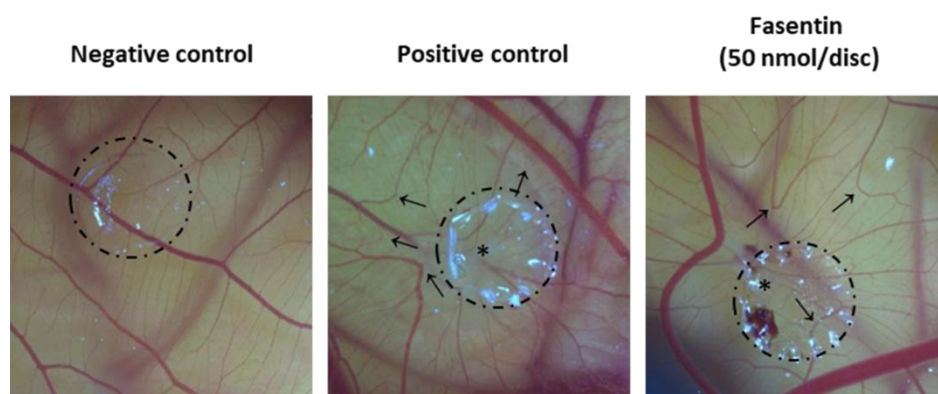 Negative control
Positive control
Fasentin
(50 nmol/disc)
*
*